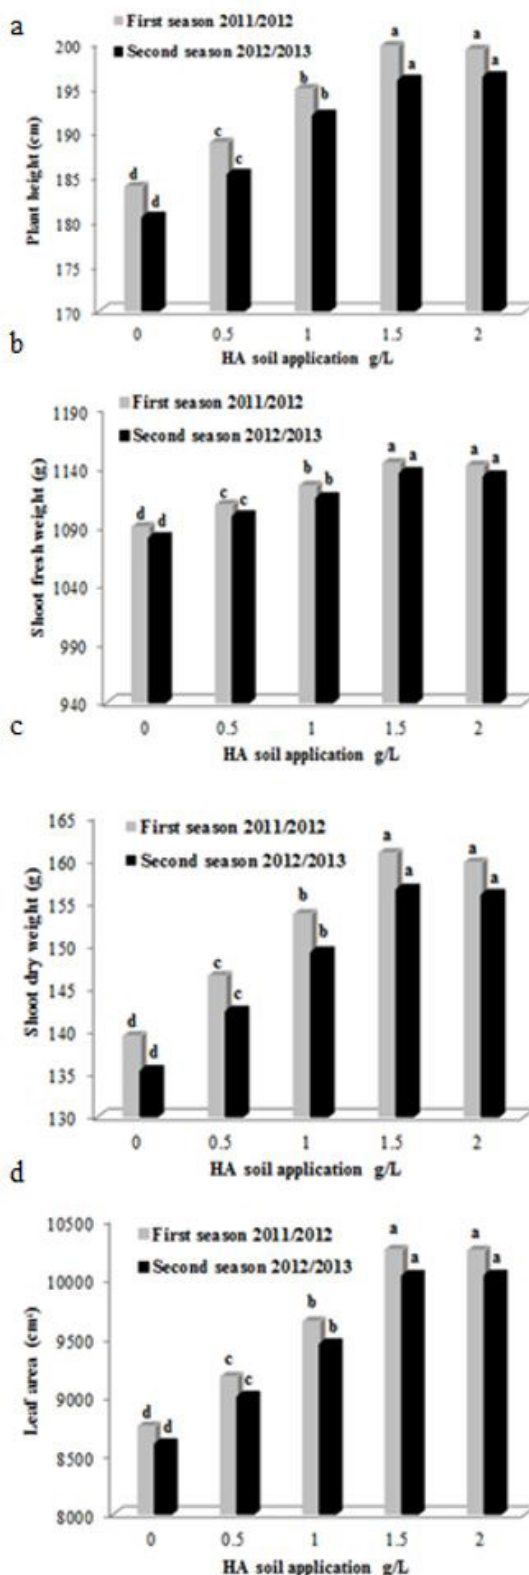 a
First season 2011/2012
Second season 2012/2013
Plant height (cm)
200
195
190
185
180
175
170
d d c c b b a a a a
0 0.5 1 1.5 2
HA soil application g/L
b
First season 2011/2012
Second season 2012/2013
Shoot fresh weight (g)
1190
1140
1090
1040
990
940
d d c c b b a a a a
0 0.5 1 1.5 2
HA soil application g/L
c
First season 2011/2012
Second season 2012/2013
Shoot dry weight (g)
165
160
155
150
145
140
135
130
d d c c b b a a a a
0 0.5 1 1.5 2
HA soil application g/L
d
First season 2011/2012
Second season 2012/2013
Leaf area (cm²)
10500
10000
9500
9000
8500
8000
d d c c b b a a a a
0 0.5 1 1.5 2
HA soil application g/L